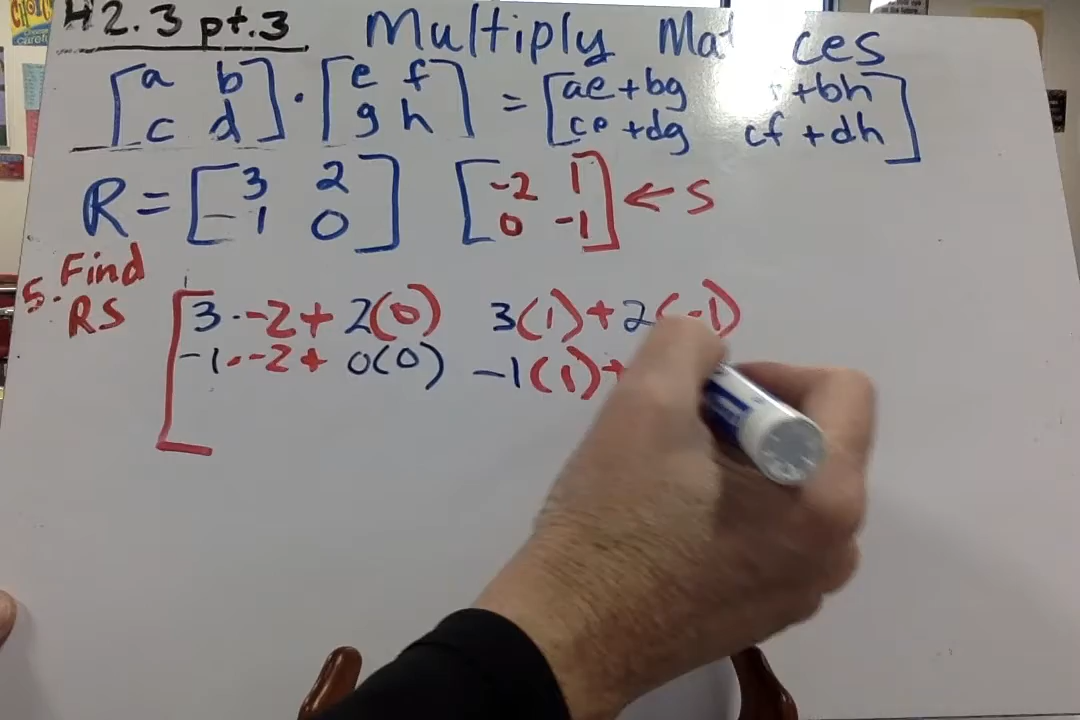 H2.3 pt.3 Multiply Ma ces
[a b] · [e f] = [ae+bg +bh]
[c d] [g h] [ce+dg cf+dh]
R = [3 2] [-2 1] ← S
[-1 0] [0 -1]
5. Find RS
[3·-2+2(0) 3(1)+2(-1)
-1·-2+0(0) -1(1)+